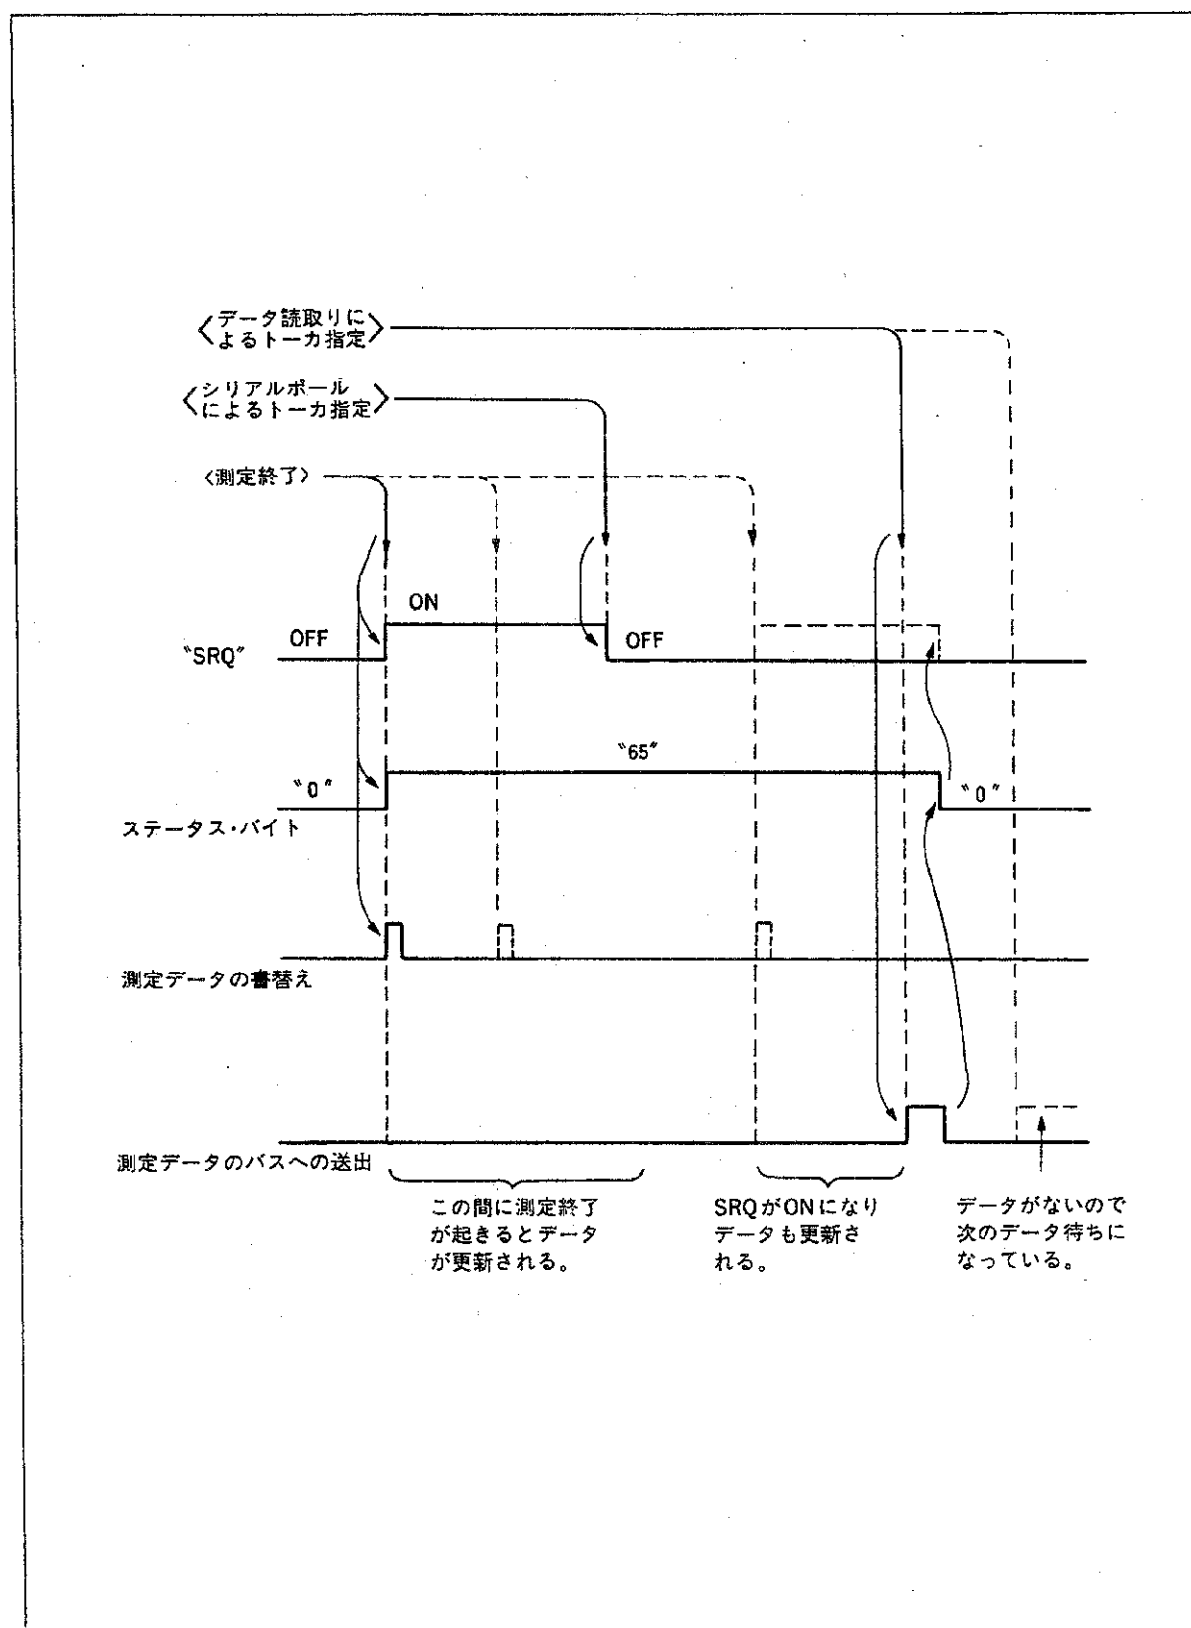 〈データ読取りに
よるトーカ指定〉
〈シリアルポール
によるトーカ指定〉
〈測定終了〉
ON
OFF
OFF
"SRQ"
"65"
"0"
"0"
ステータス・バイト
測定データの書替え
測定データのバスへの送出
この間に測定終了
が起きるとデータ
が更新される。
SRQがONになり
データも更新さ
れる。
データがないので
次のデータ待ちに
なっている。